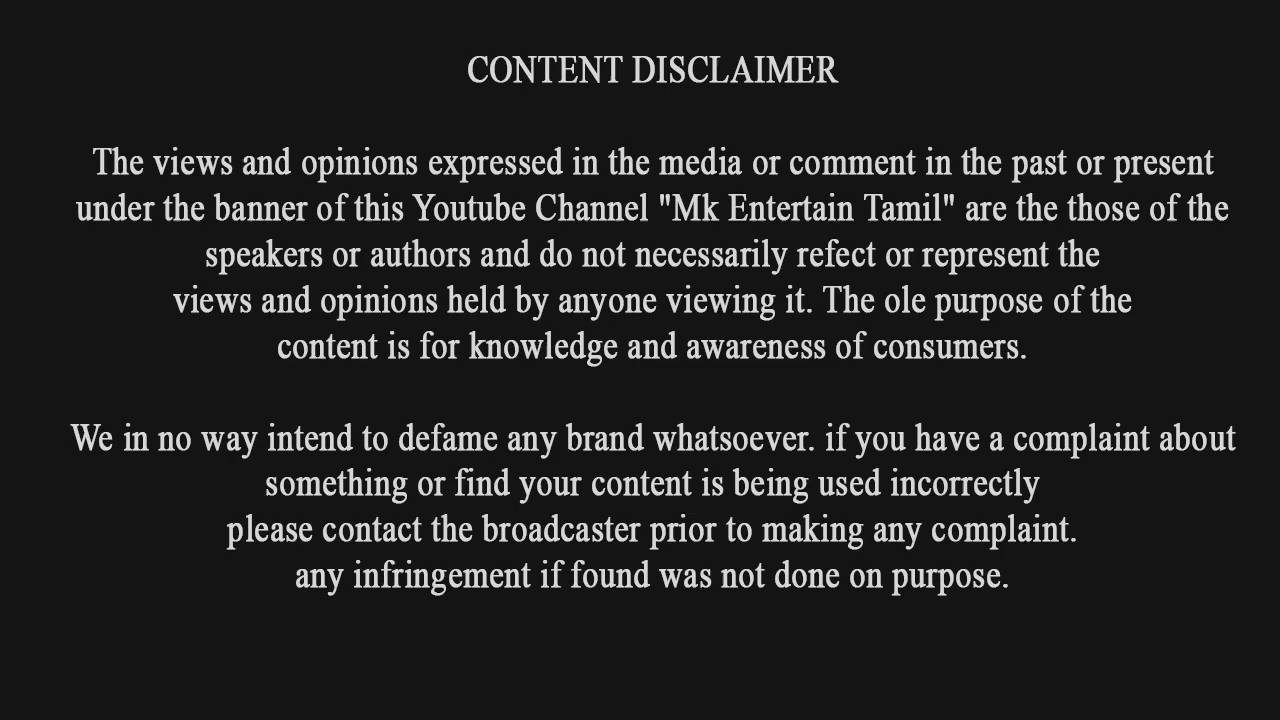 CONTENT DISCLAIMER
The views and opinions expressed in the media or comment in the past or present
under the banner of this Youtube Channel "Mk Entertain Tamil" are the those of the
speakers or authors and do not necessarily refect or represent the
views and opinions held by anyone viewing it. The ole purpose of the
content is for knowledge and awareness of consumers.
We in no way intend to defame any brand whatsoever. if you have a complaint about
something or find your content is being used incorrectly
please contact the broadcaster prior to making any complaint.
any infringement if found was not done on purpose.